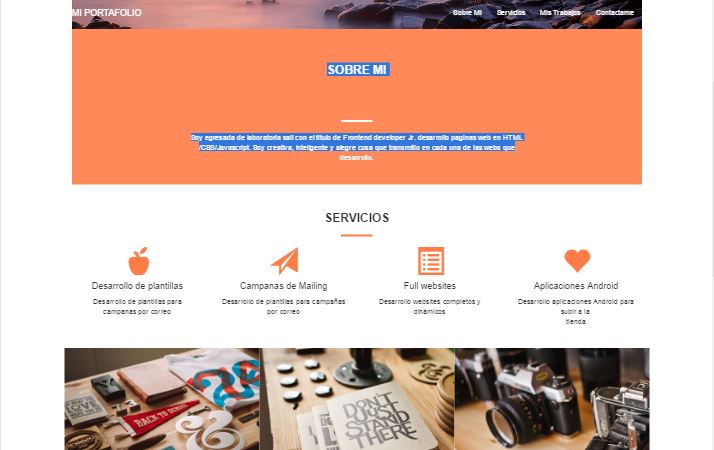 MI PORTAFOLIO
Sobre Mi Servicios Mis Trabajos Contactame
SOBRE MI
Soy egresada de laboratoria sali con el titulo de Frontend developer Jr. desarrollo paginas web en HTML
/CSS/Javascript. Soy creativa, inteligente y alegre cosa que transmitio en cada una de las webs que
desarrollo.
SERVICIOS
Desarrollo de plantillas
Desarrollo de plantillas para
campanas por correo
Campanas de Mailing
Desarrollo de plantillas para campañas
por correo
Full websites
Desarrollo websites completos y
dinámicos
Aplicaciones Android
Desarrollo aplicaciones Android para
subir a la
tienda
BACK TO SCHOOL
DON'T
JUST
STAND
THERE